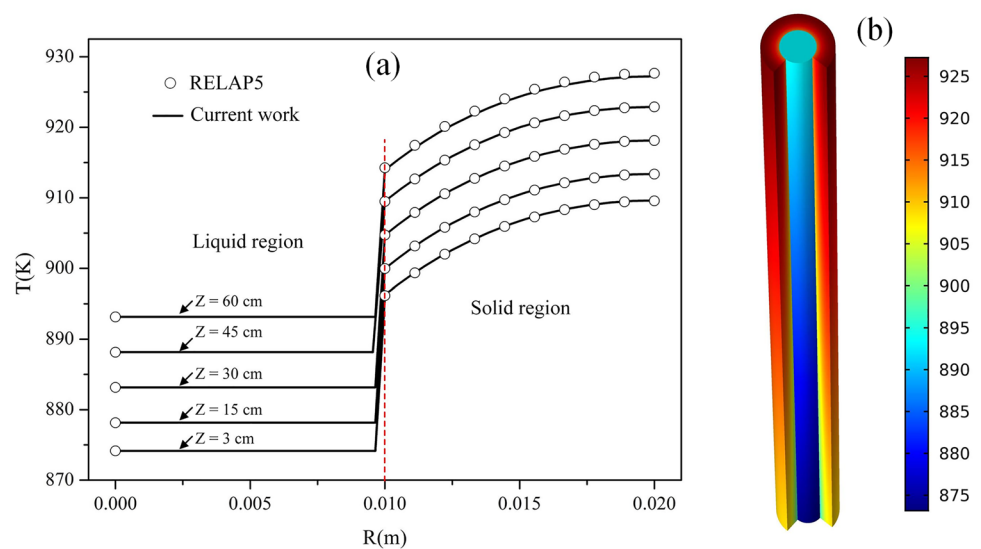 (a)
RELAP5
Current work
Liquid region
Solid region
Z = 60 cm
Z = 45 cm
Z = 30 cm
Z = 15 cm
Z = 3 cm
T(K)
930
920
910
900
890
880
870
0.000
0.005
0.010
0.015
0.020
R(m)
(b)
925
920
915
910
905
900
895
890
885
880
875